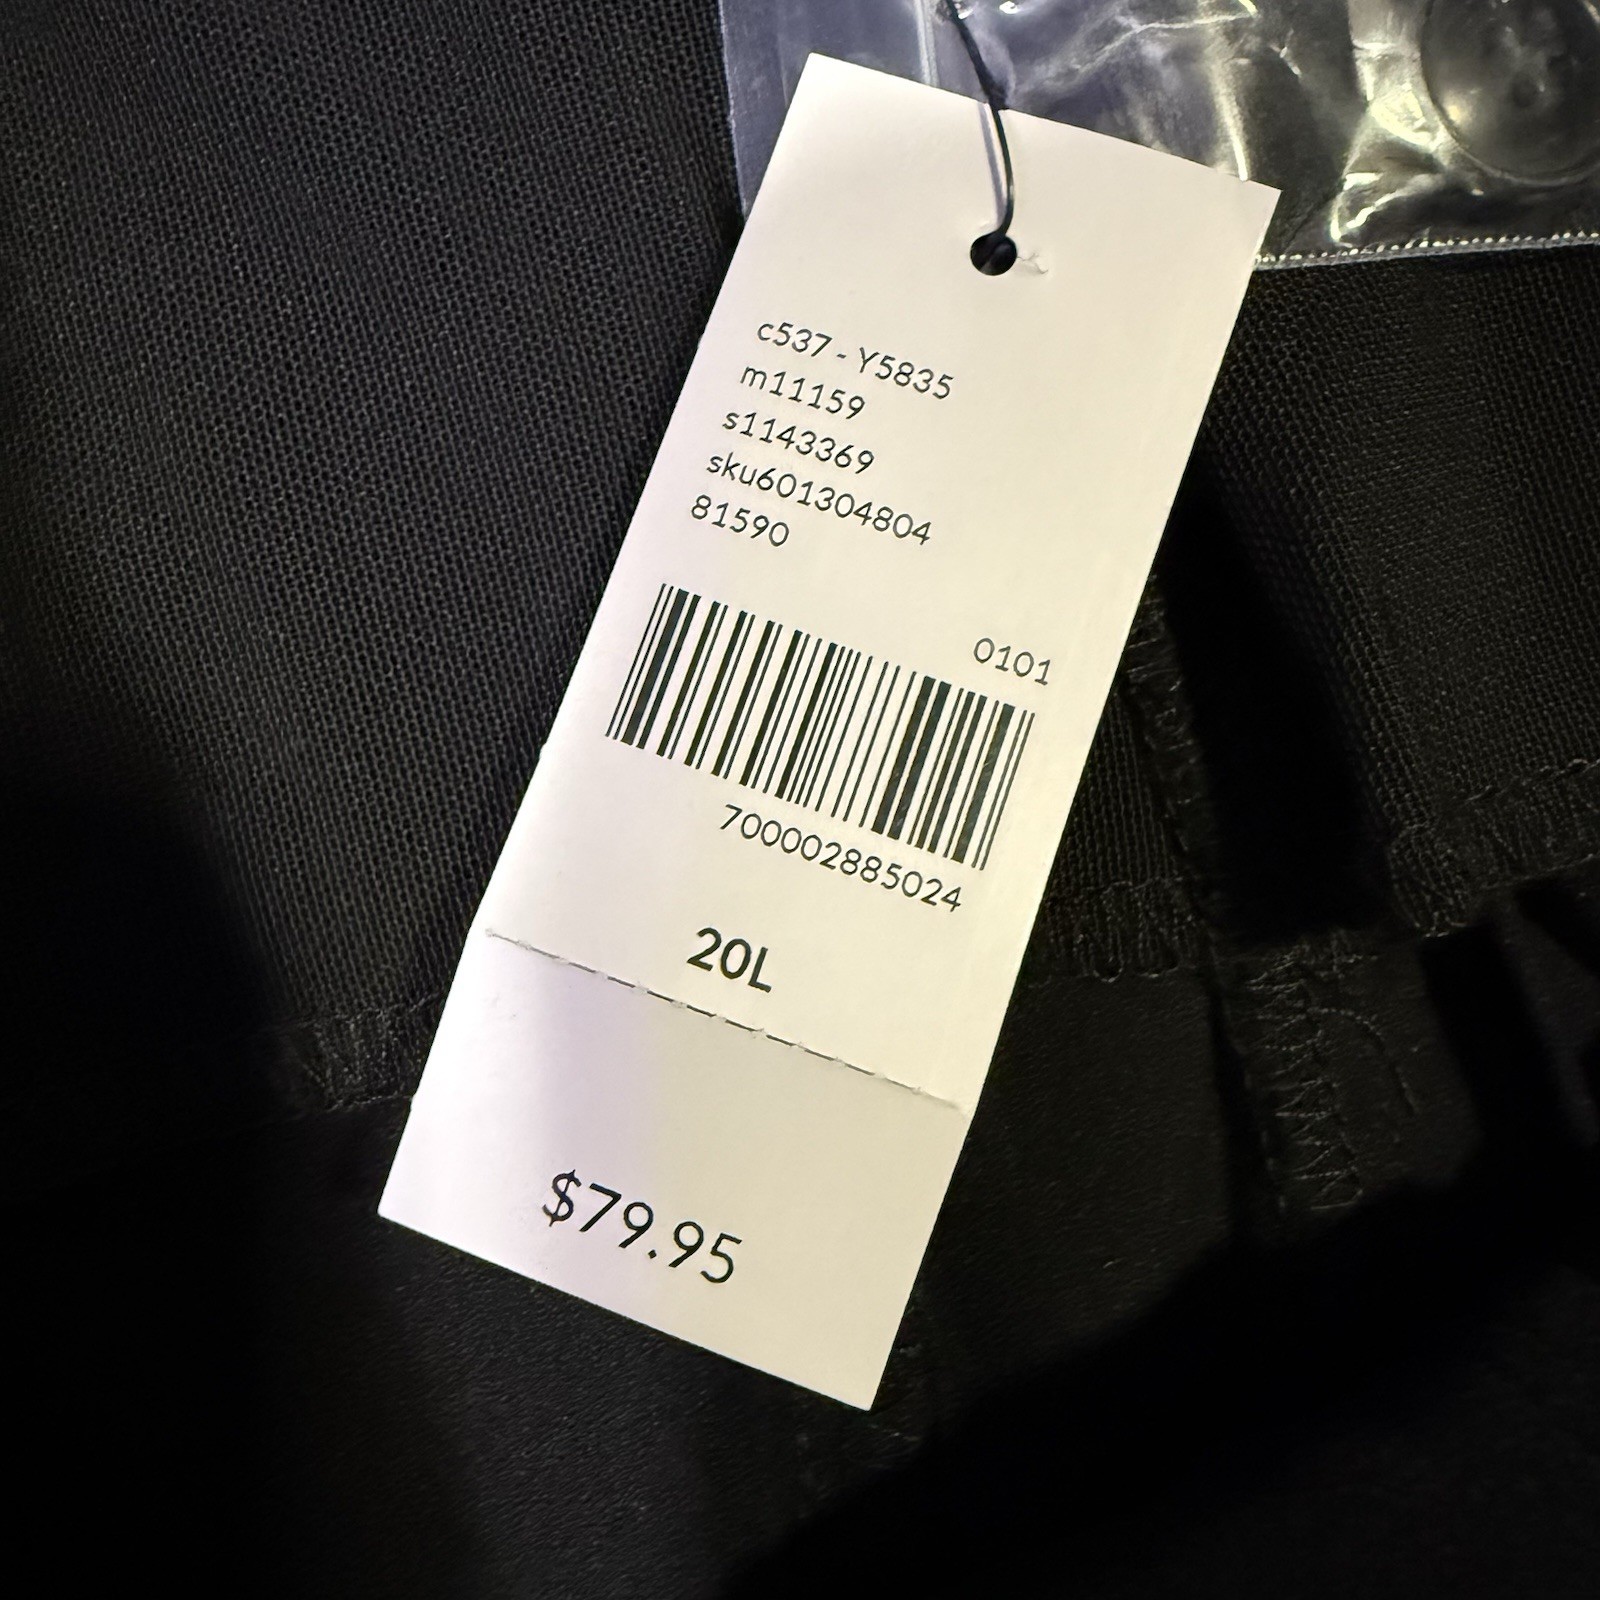 c537 - Y5835
m11159
s1143369
sku601304804
81590
0101
700002885024
20L
$79.95